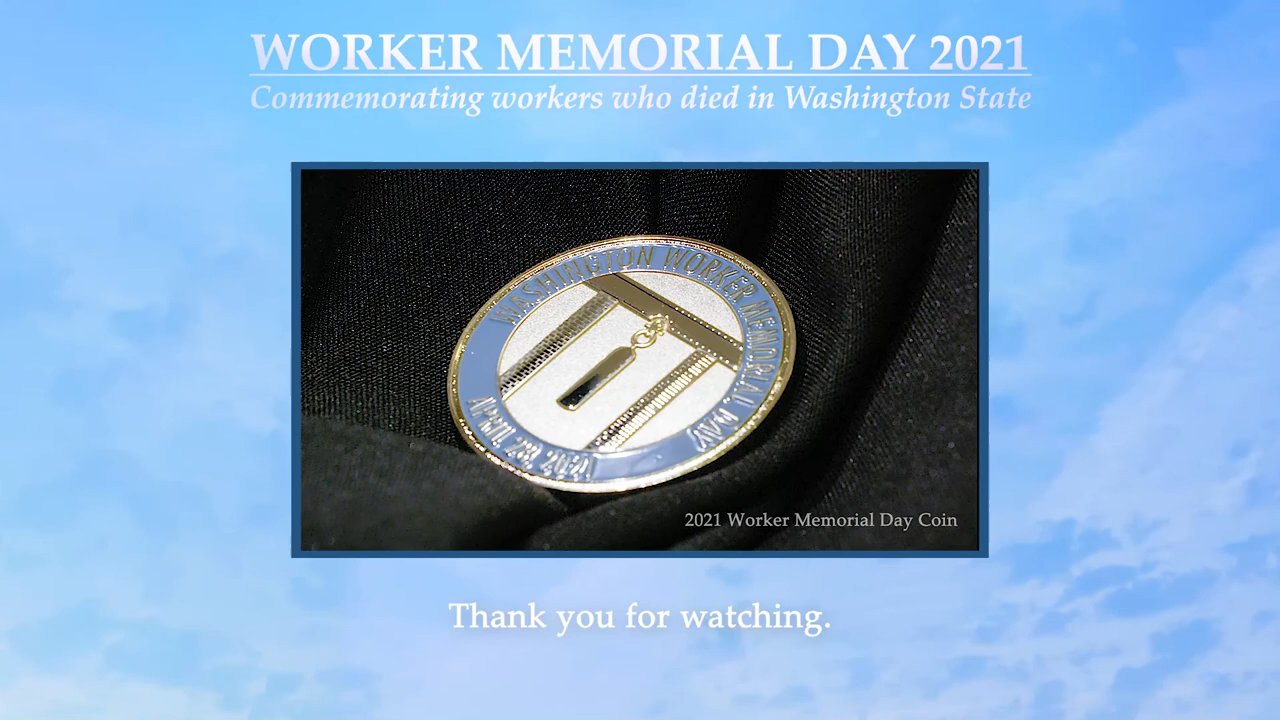 WORKER MEMORIAL DAY 2021
Commemorating workers who died in Washington State
WASHINGTON WORKER MEMORIAL DAY
APRIL 28, 2021
2021 Worker Memorial Day Coin
Thank you for watching.